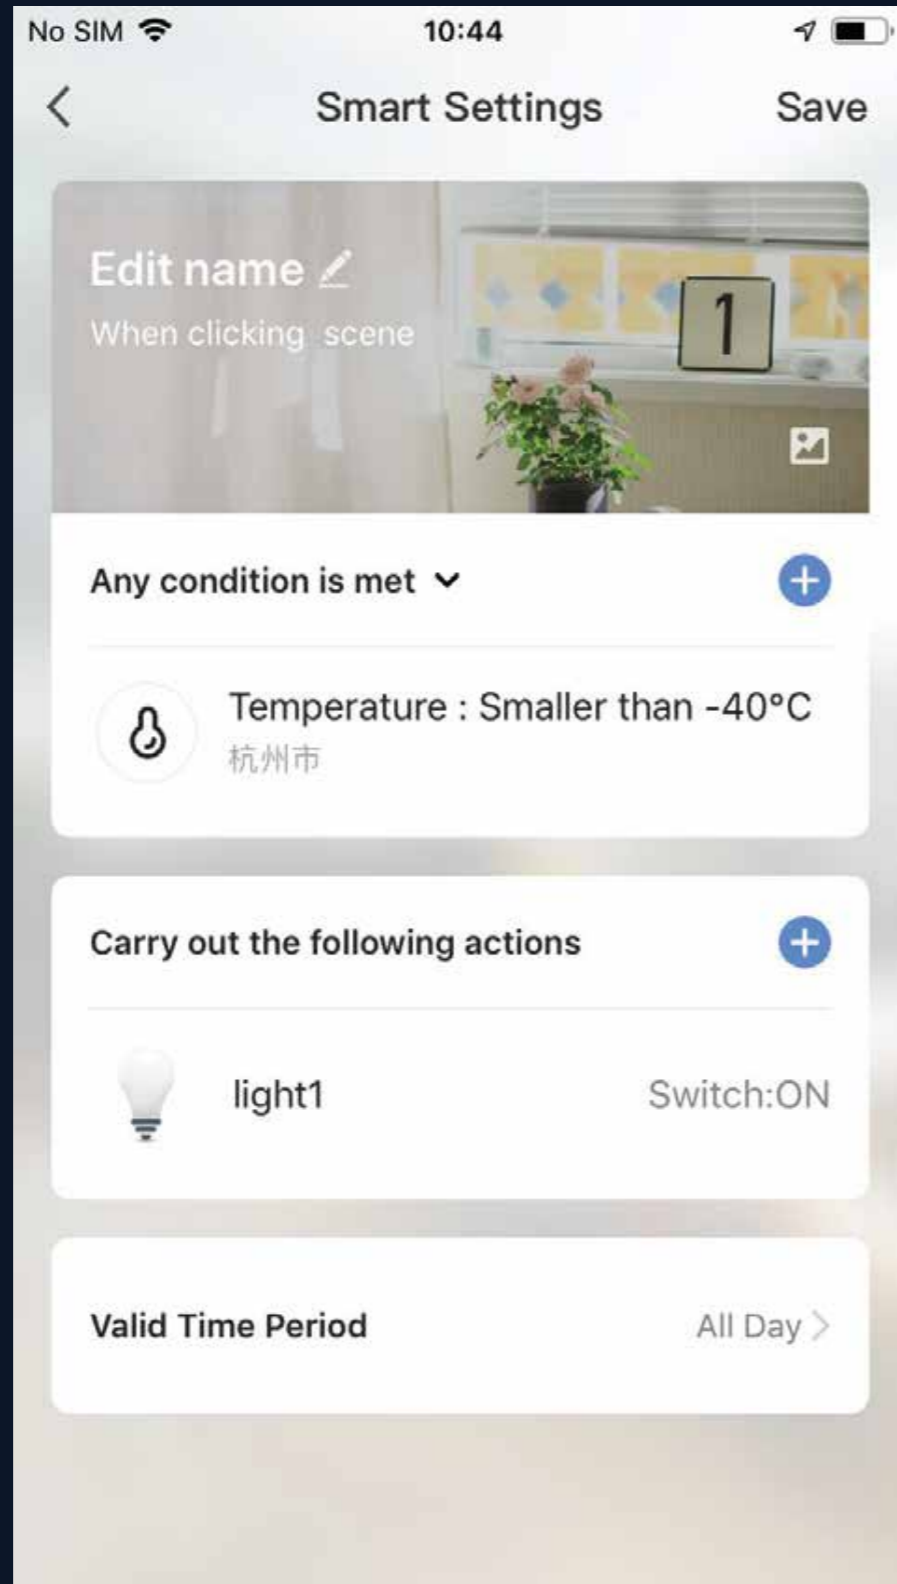 No SIM 10:44
Smart Settings Save
Edit name
When clicking scene
1
Any condition is met
Temperature : Smaller than -40°C
杭州市
Carry out the following actions
light1 Switch:ON
Valid Time Period All Day